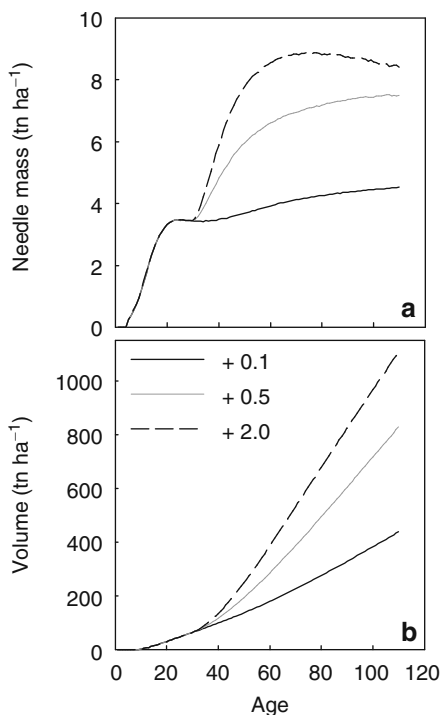 10
8
6
4
2
0
Needle mass (tn ha⁻¹)
a
1000
800
600
400
200
0
Volume (tn ha⁻¹)
+ 0.1
+ 0.5
+ 2.0
b
0 20 40 60 80 100 120
Age